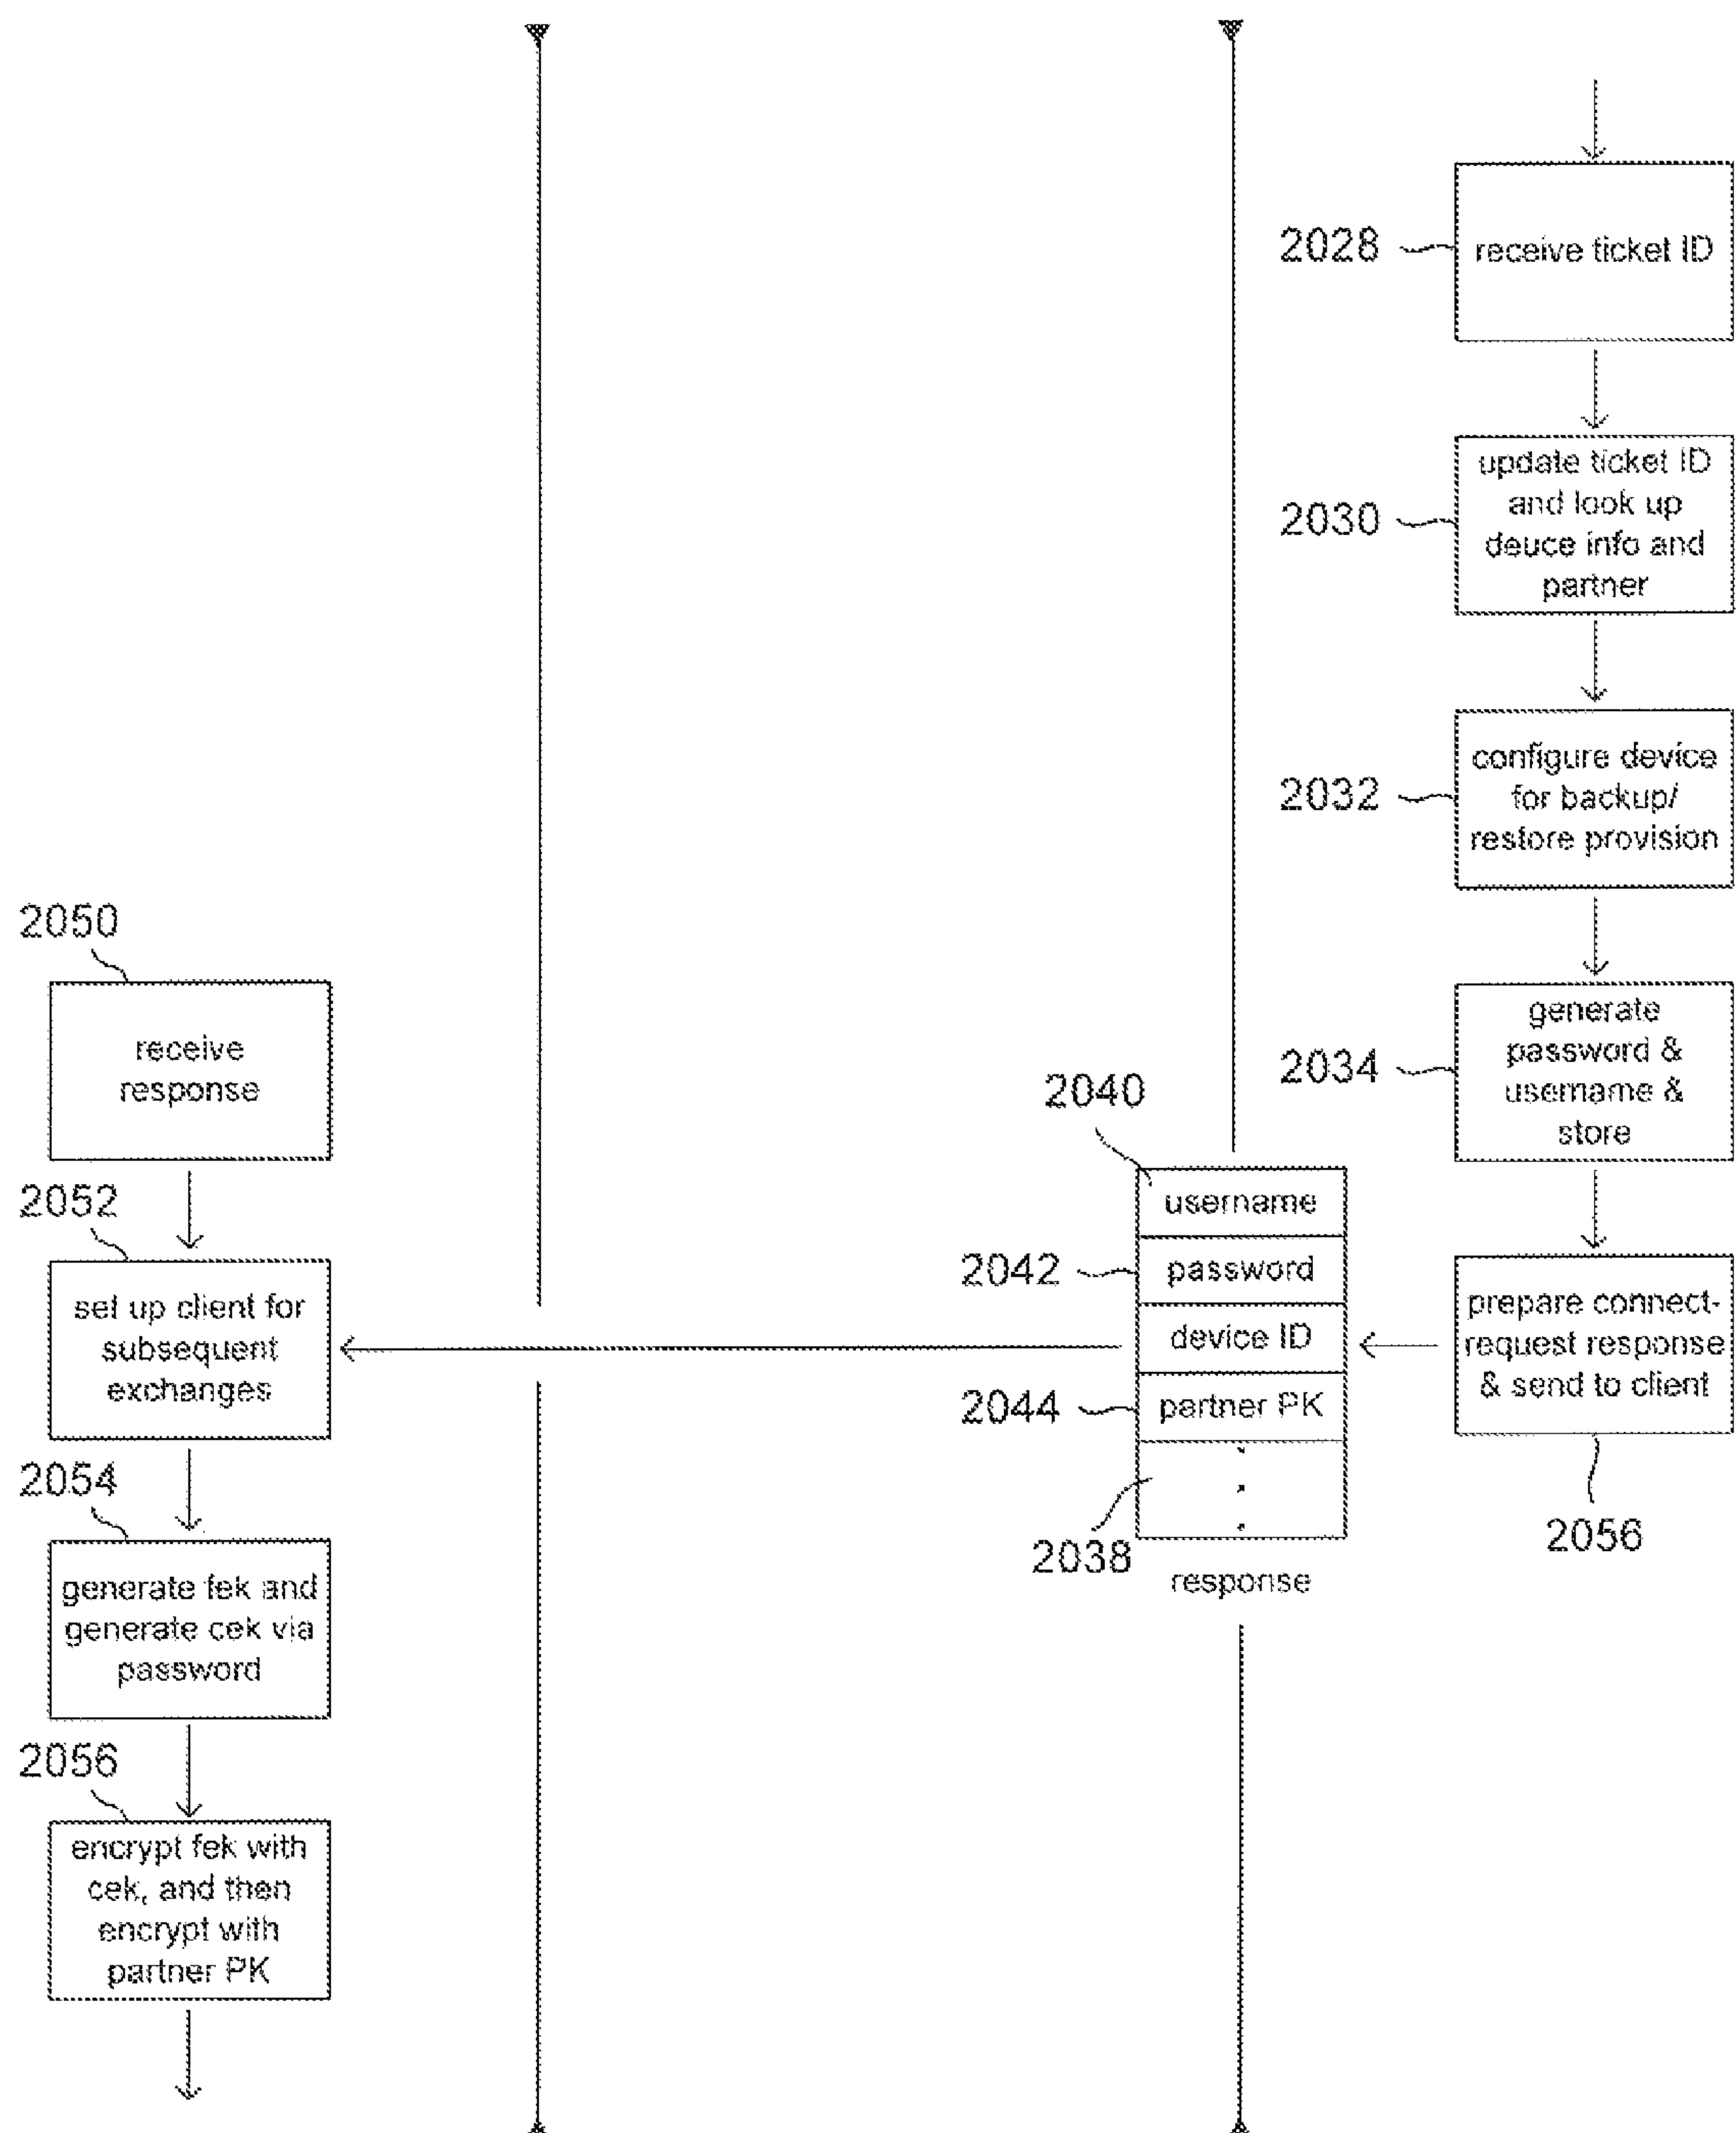 2028
receive ticket ID
2030
update ticket ID
and look up
deuce info and
partner
2032
configure device
for backup/
restore provision
2034
generate
password &
username &
store
prepare connect-
request response
& send to client
2056
2040
username
2042
password
device ID
2044
partner PK
2038
response
2050
receive
response
2052
set up client for
subsequent
exchanges
2054
generate fek and
generate cek via
password
2056
encrypt fek with
cek, and then
encrypt with
partner PK